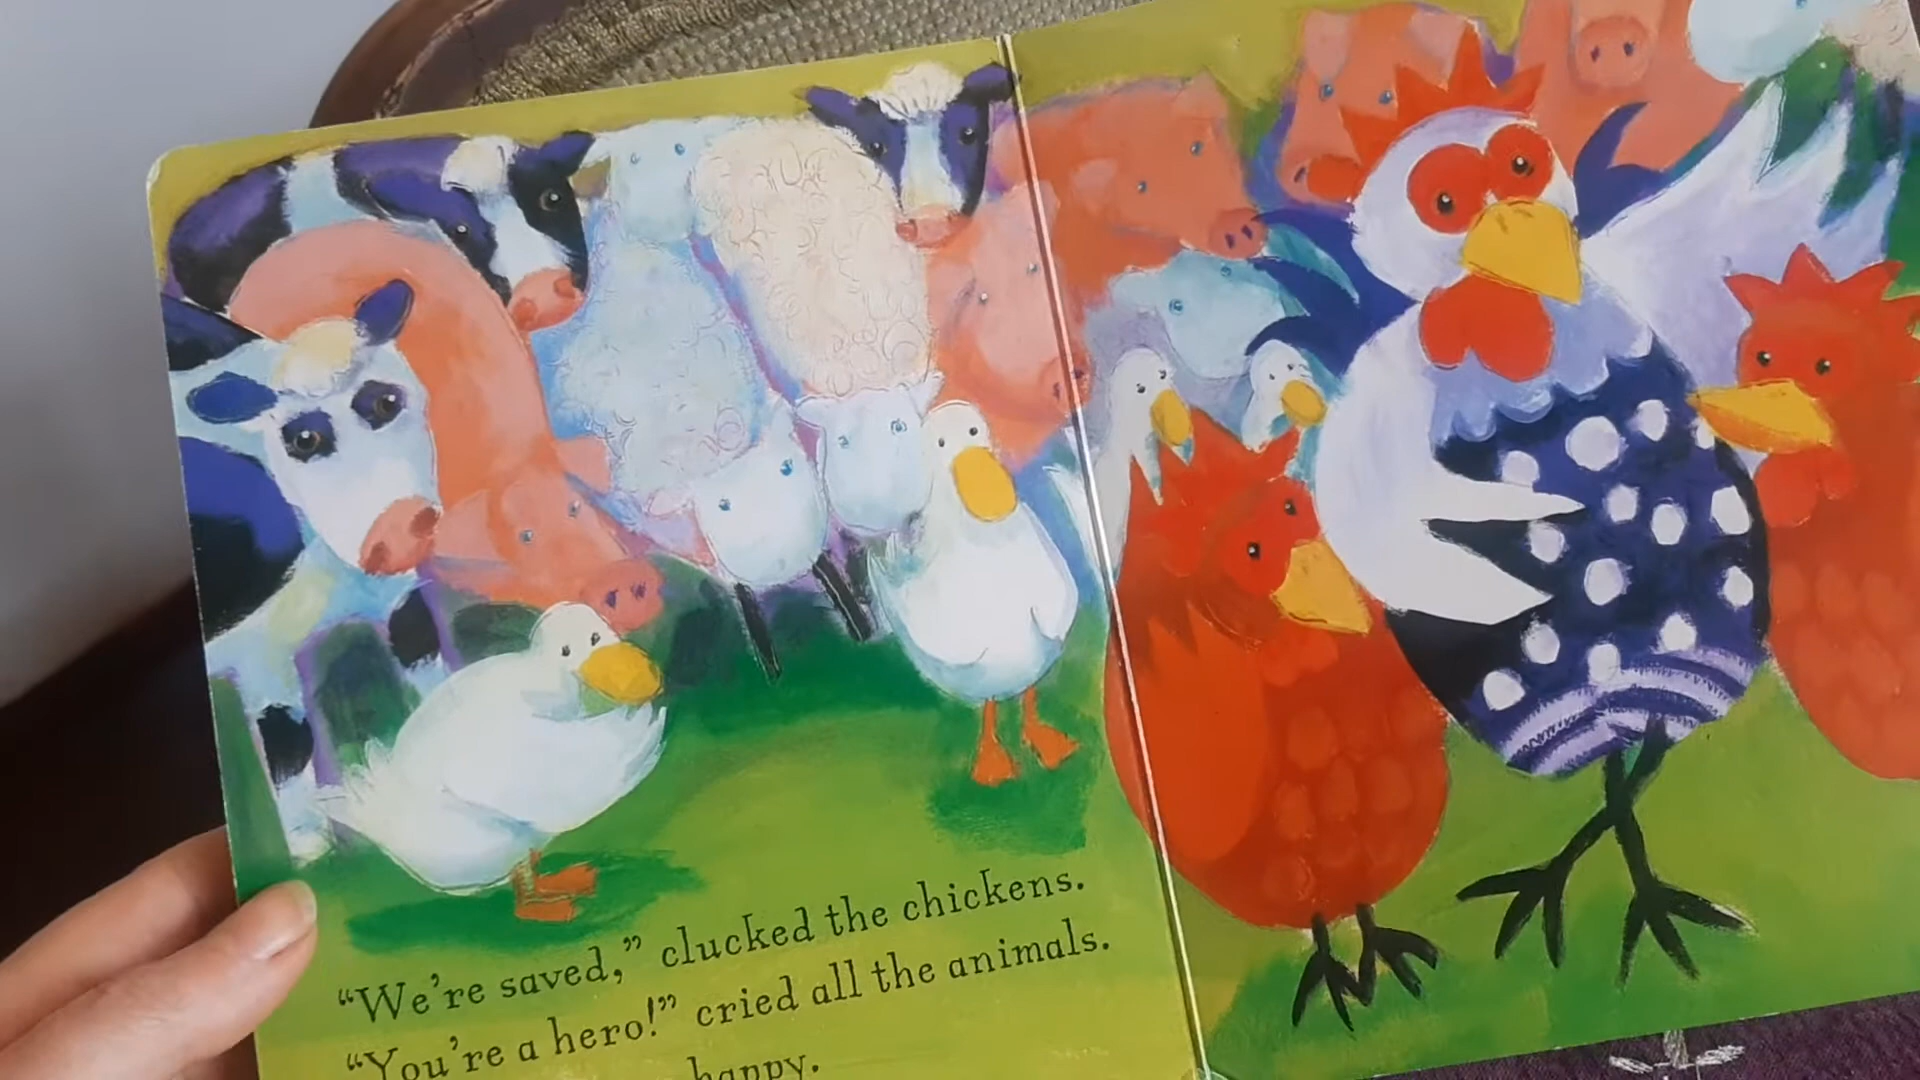 “We’re saved,” clucked the chickens.
“You’re a hero!” cried all the animals.
happy.